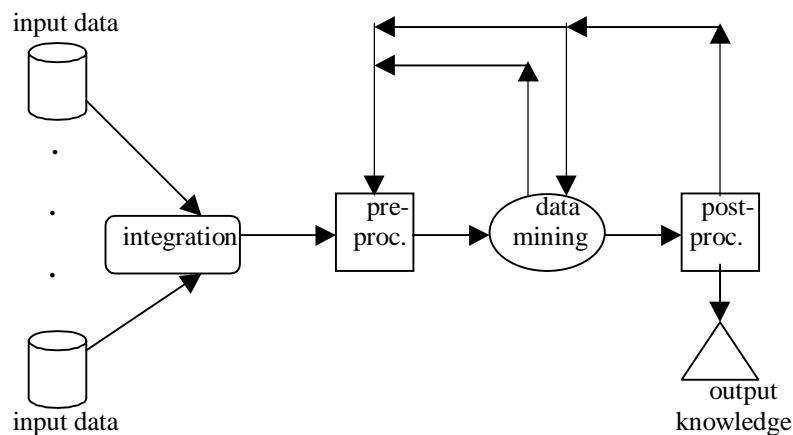 input data
integration
input data
pre-
proc.
data
mining
post-
proc.
output
knowledge